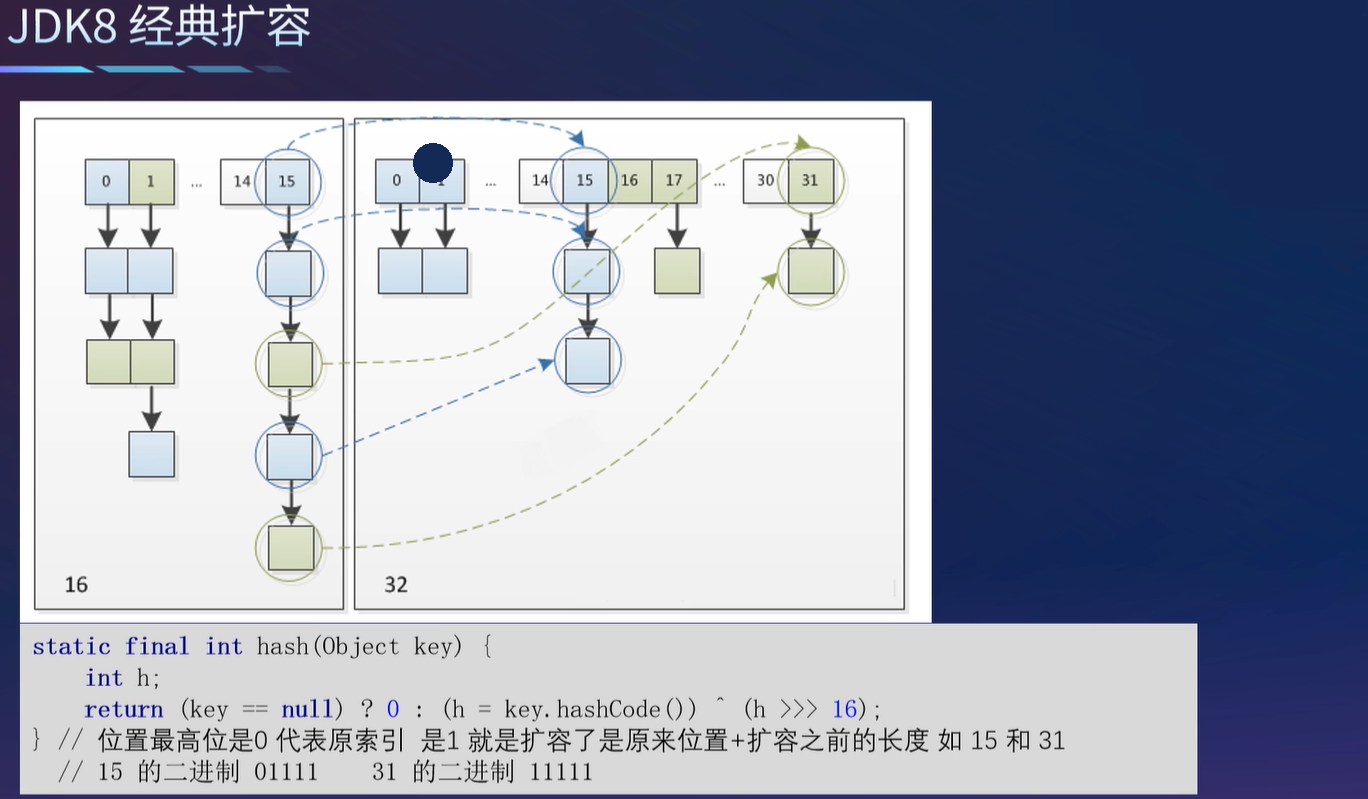 JDK8 经典扩容
0 1 ... 14 15
0 ... 14 15 16 17 ... 30 31
16
32
static final int hash(Object key) {
int h;
return (key == null) ? 0 : (h = key.hashCode()) ^ (h >>> 16);
} // 位置最高位是0 代表原索引 是1 就是扩容了是原来位置+扩容之前的长度 如 15 和 31
// 15 的二进制 01111 31 的二进制 11111